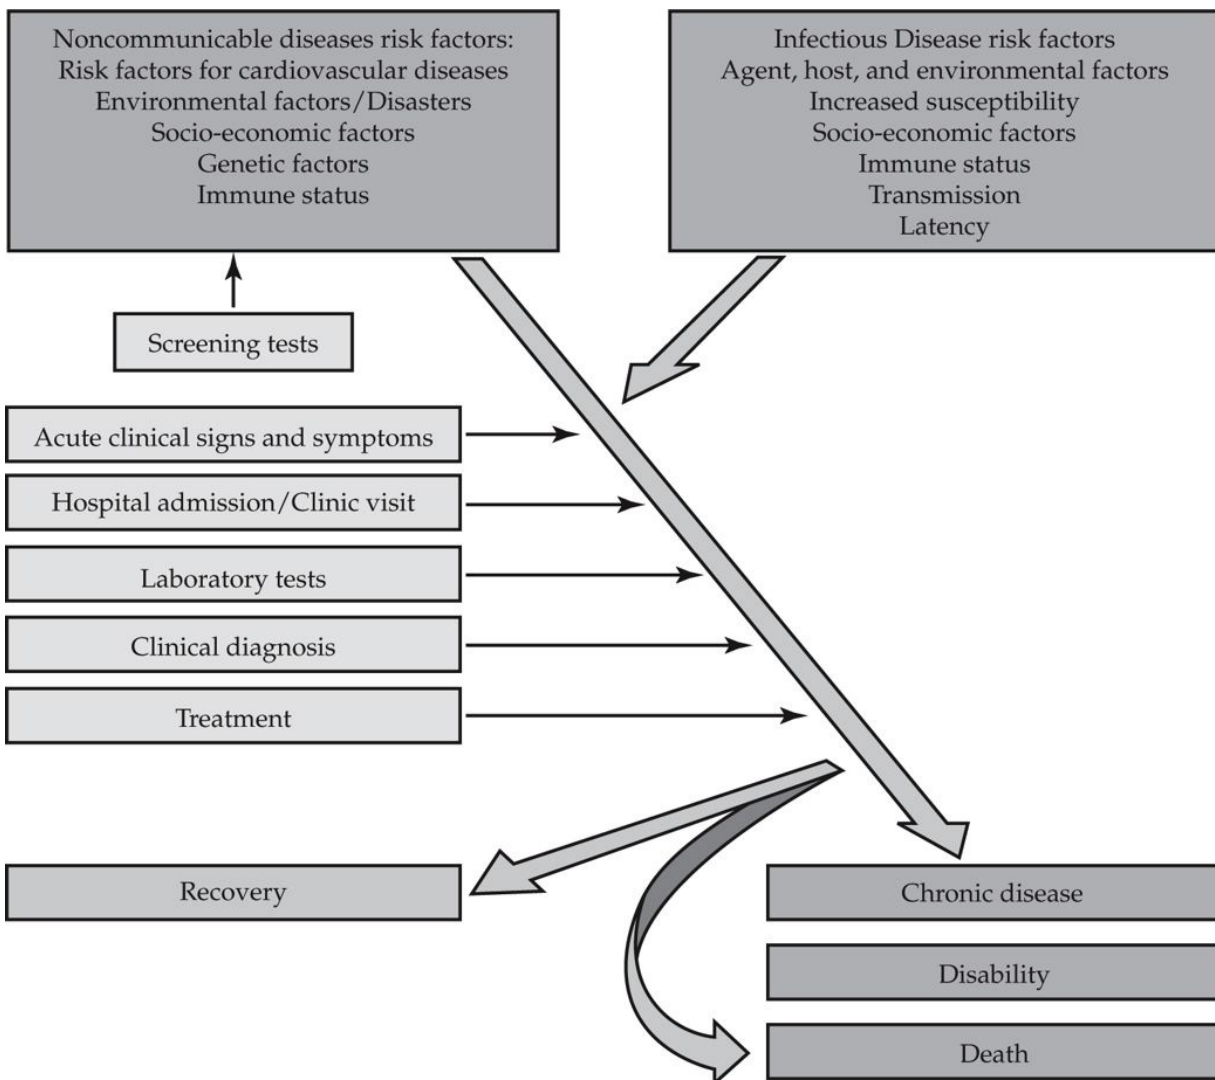 Noncommunicable diseases risk factors:
Risk factors for cardiovascular diseases
Environmental factors/Disasters
Socio-economic factors
Genetic factors
Immune status
Infectious Disease risk factors
Agent, host, and environmental factors
Increased susceptibility
Socio-economic factors
Immune status
Transmission
Latency
Screening tests
Acute clinical signs and symptoms
Hospital admission/Clinic visit
Laboratory tests
Clinical diagnosis
Treatment
Recovery
Chronic disease
Disability
Death